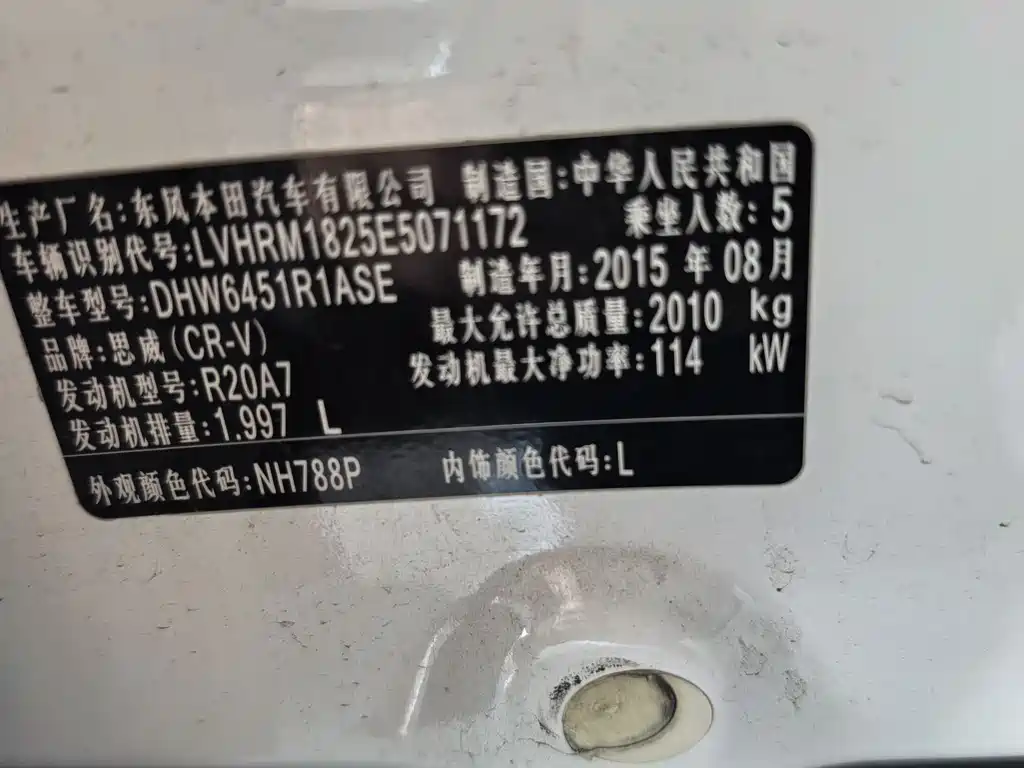 生产厂名:东风本田汽车有限公司 制造国:中华人民共和国
车辆识别代号:LVHRM1825E5071172 乘坐人数:5
整车型号:DHW6451R1ASE 制造年月:2015 年 08 月
品牌:思威(CR-V) 最大允许总质量:2010 kg
发动机型号:R20A7 发动机最大净功率:114 kW
发动机排量:1.997 L
外观颜色代码:NH788P 内饰颜色代码:L